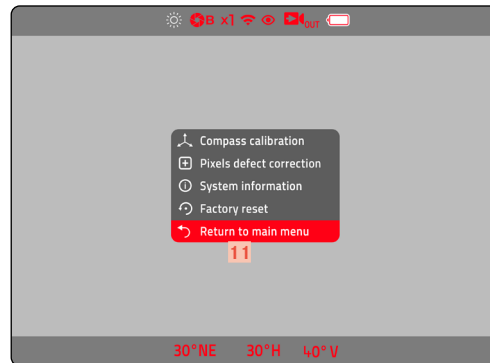 B x1 OUT
Compass calibration
Pixels defect correction
System information
Factory reset
Return to main menu
11
30°NE 30°H 40°V